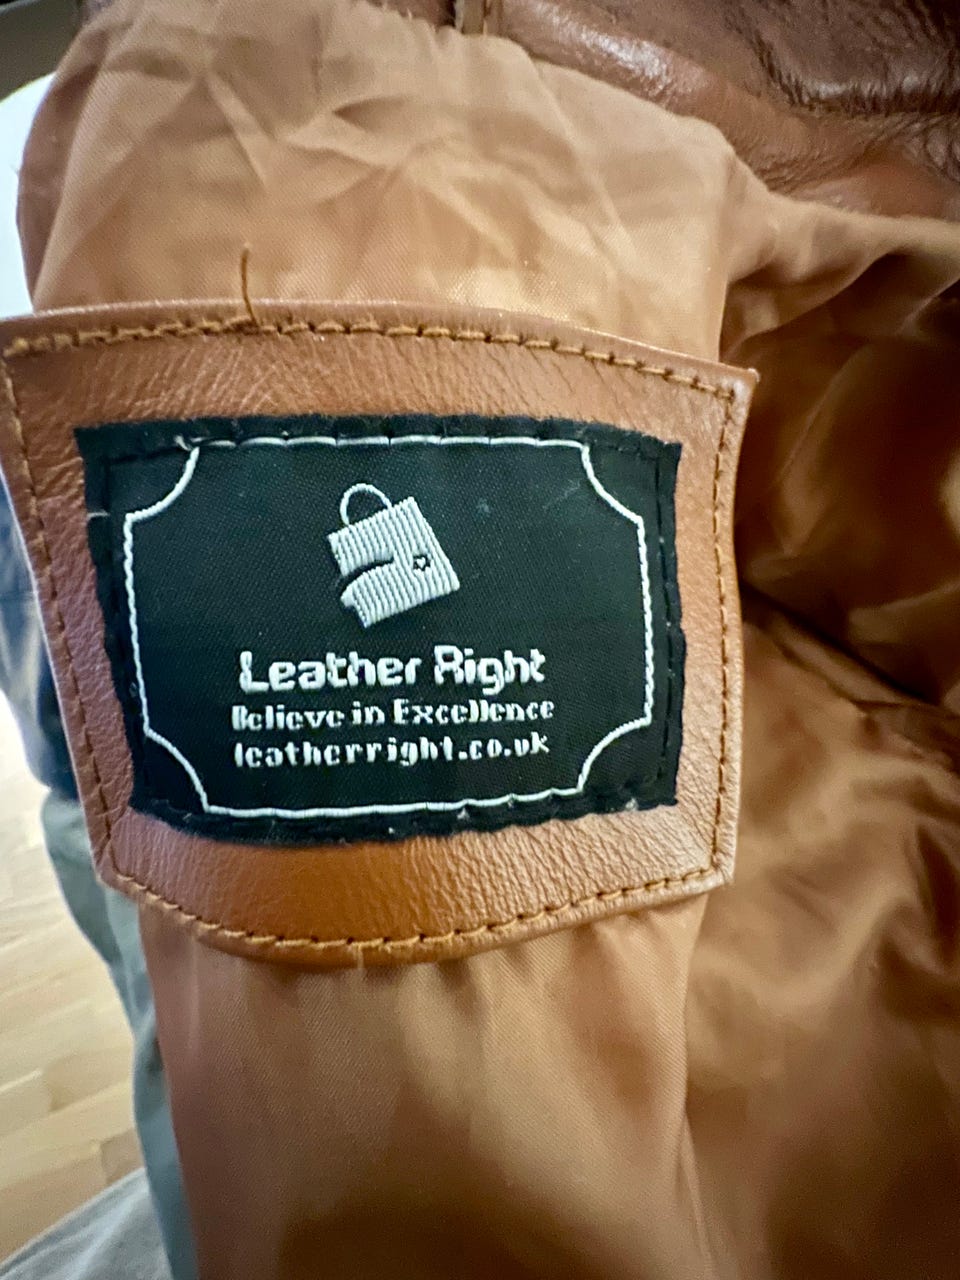 Leather Right
Believe in Excellence
leatherright.co.uk